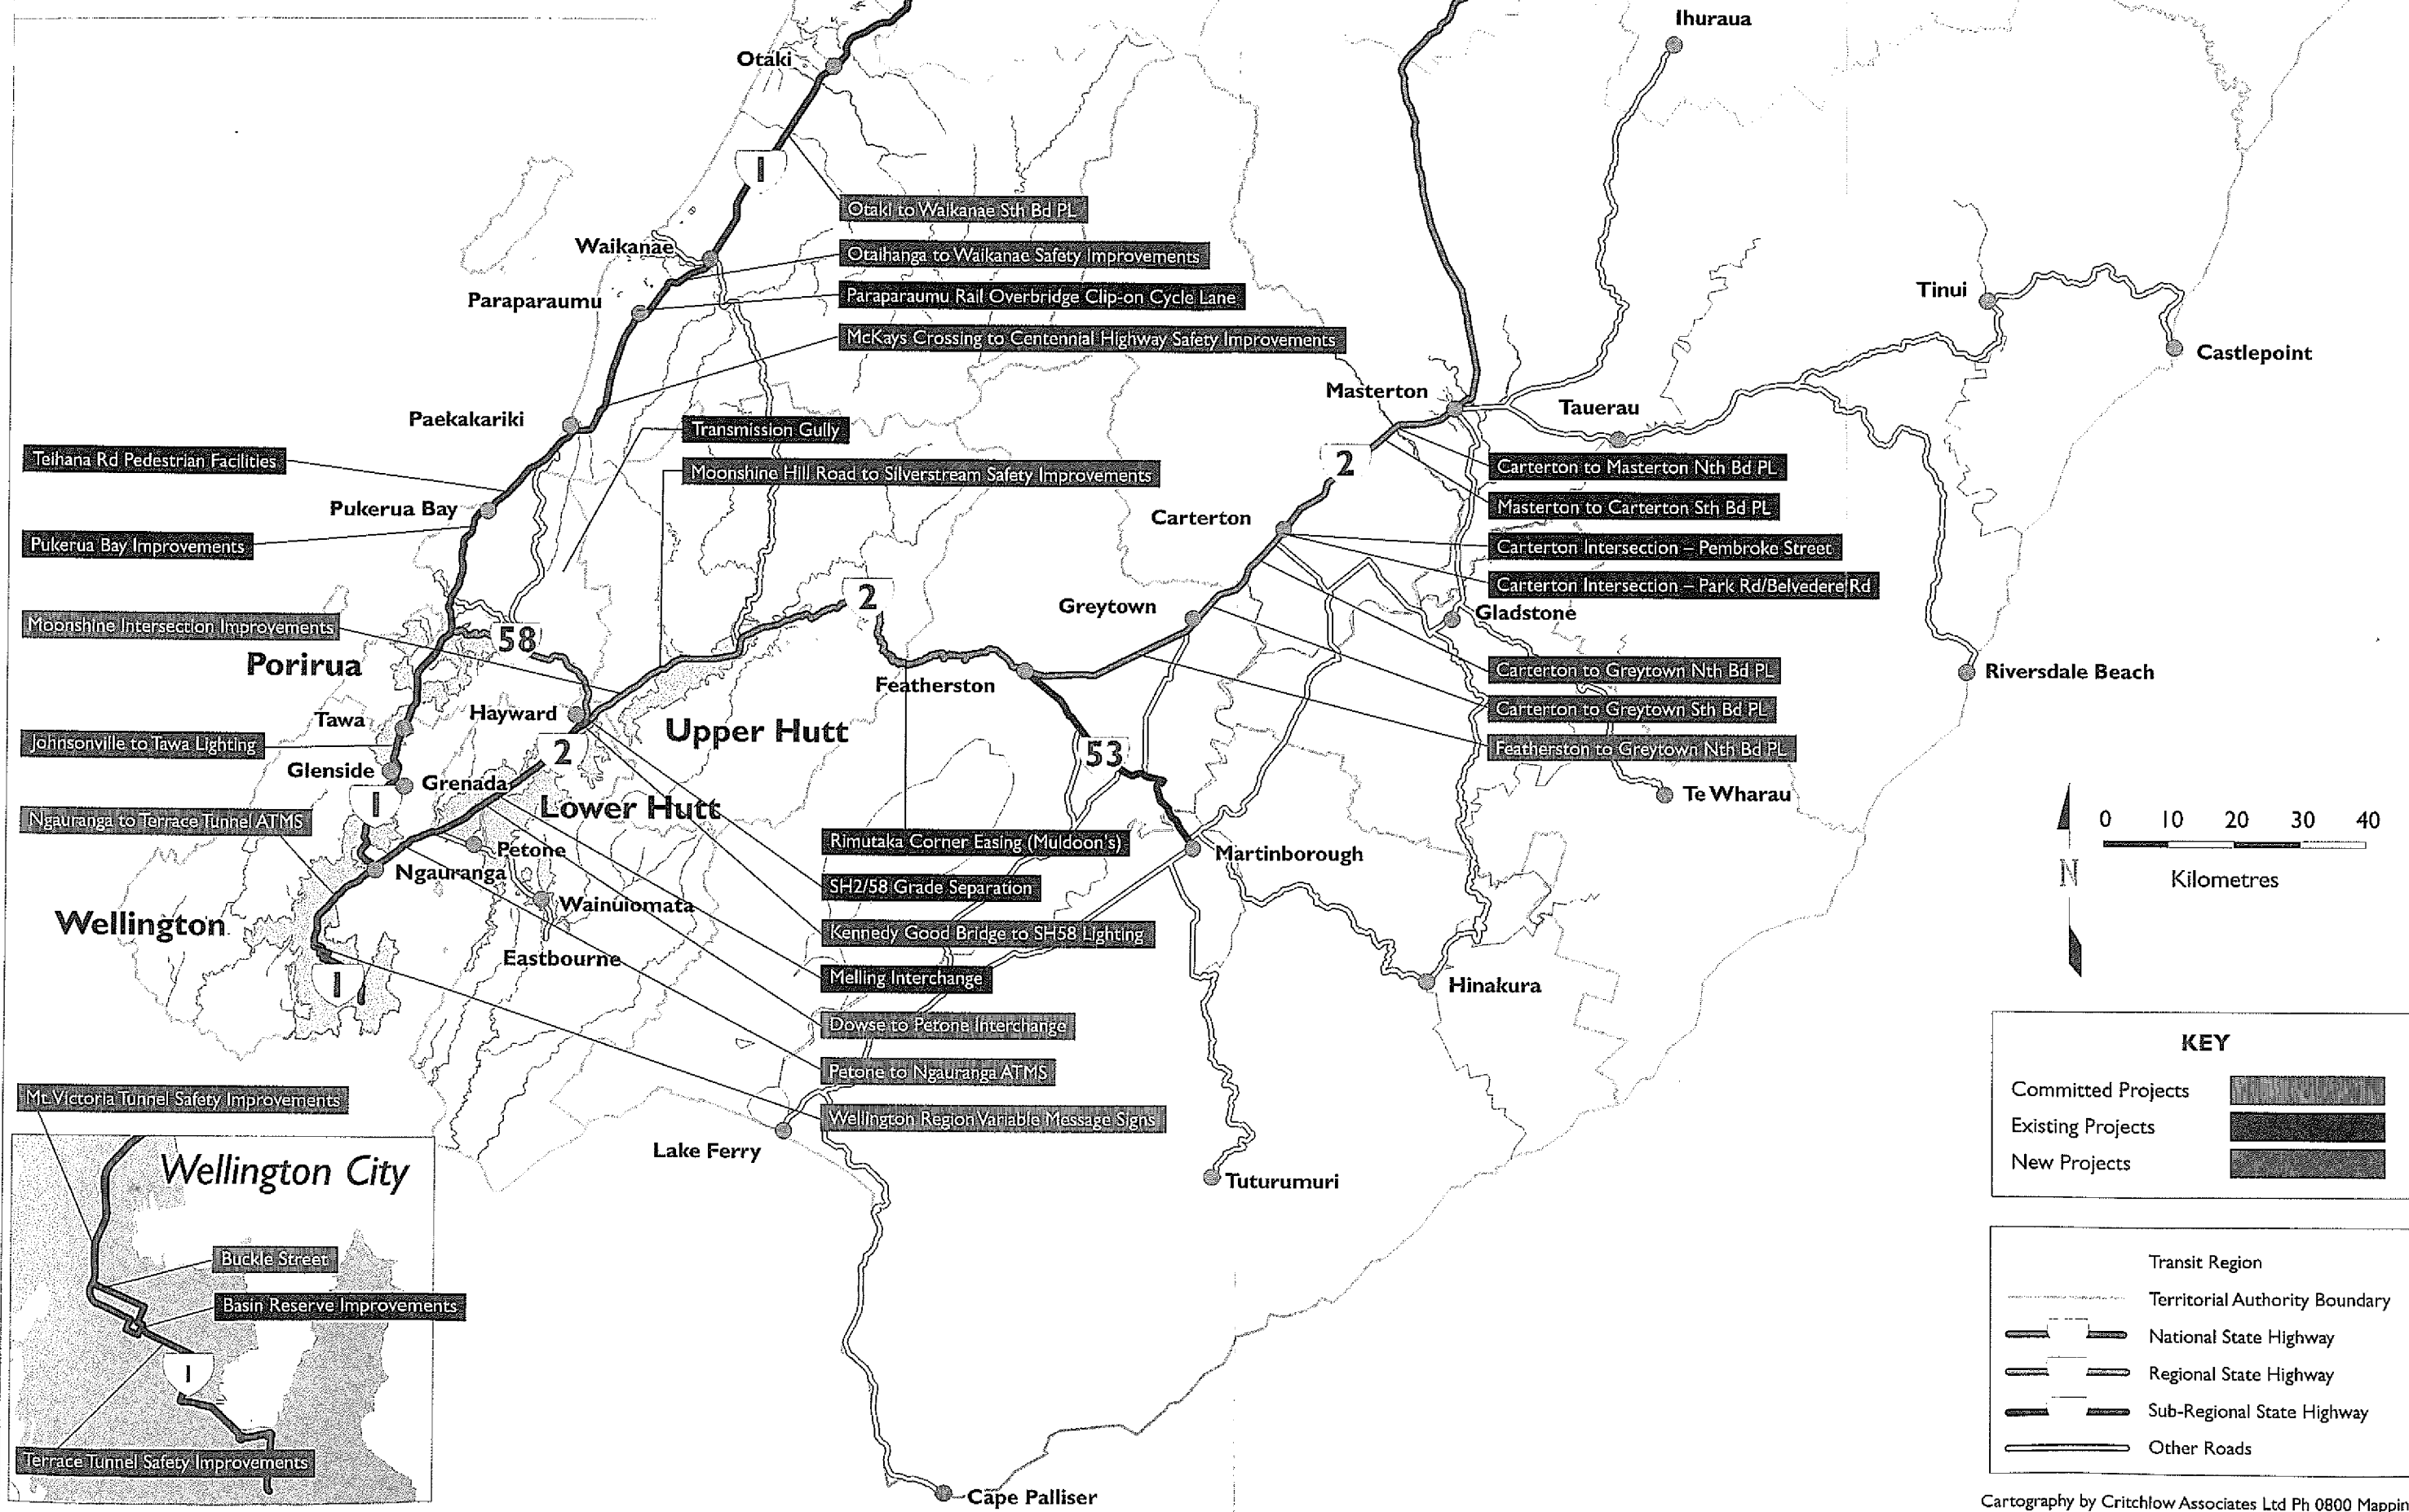 Ihuraua
Otaki
1
Otaki to Waikanae Sth Bd PL
Waikanae
Otaihanga to Waikanae Safety Improvements
Paraparaumu
Paraparaumu Rail Overbridge Clip-on Cycle Lane
McKays Crossing to Centennial Highway Safety Improvements
Tinui
Castlepoint
Masterton
Tauerau
Paekakariki
Transmission Gully
Teihana Rd Pedestrian Facilities
Moonshine Hill Road to Silverstream Safety Improvements
2
Carterton to Masterton Nth Bd PL
Masterton to Carterton Sth Bd PL
Pukerua Bay
Carterton
Pukerua Bay Improvements
Carterton Intersection – Pembroke Street
Carterton Intersection – Park Rd/Belvedere Rd
2
Greytown
Gladstone
Moonshine Intersection Improvements
58
Porirua
Featherston
Carterton to Greytown Nth Bd PL
Riversdale Beach
Tawa
Hayward
Upper Hutt
Carterton to Greytown Sth Bd PL
Johnsonville to Tawa Lighting
2
53
Featherston to Greytown Nth Bd PL
Glenside
Grenada
Te Wharau
1
Lower Hutt
Ngauranga to Terrace Tunnel ATMS
0 10 20 30 40
Kilometres
N
Petone
Rimutaka Corner Easing (Muldoon's)
Martinborough
Ngauranga
SH2/58 Grade Separation
Wainuiomata
Wellington
Kennedy Good Bridge to SH58 Lighting
Eastbourne
Melling Interchange
Hinakura
1
Dowse to Petone Interchange
Petone to Ngauranga ATMS
Wellington Region Variable Message Signs
Mt Victoria Tunnel Safety Improvements
Lake Ferry
Tuturumuri
Wellington City
Buckle Street
Basin Reserve Improvements
1
Terrace Tunnel Safety Improvements
Cape Palliser
KEY
Committed Projects
Existing Projects
New Projects
Transit Region
Territorial Authority Boundary
National State Highway
Regional State Highway
Sub-Regional State Highway
Other Roads
Cartography by Critchlow Associates Ltd Ph 0800 Mappin